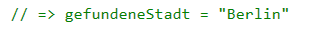 // => gefundeneStadt = "Berlin"